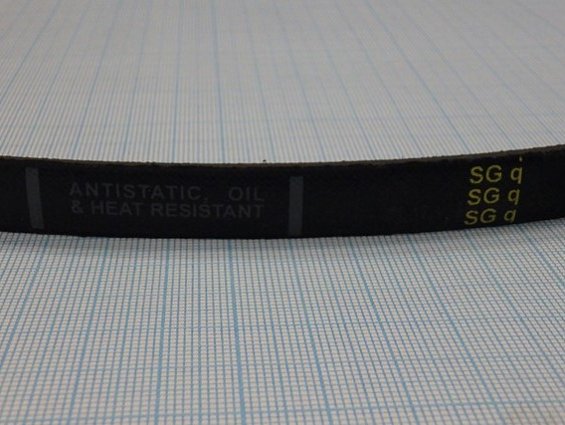 ANTISTATIC, OIL
& HEAT RESISTANT
SG q
SG q
SG q